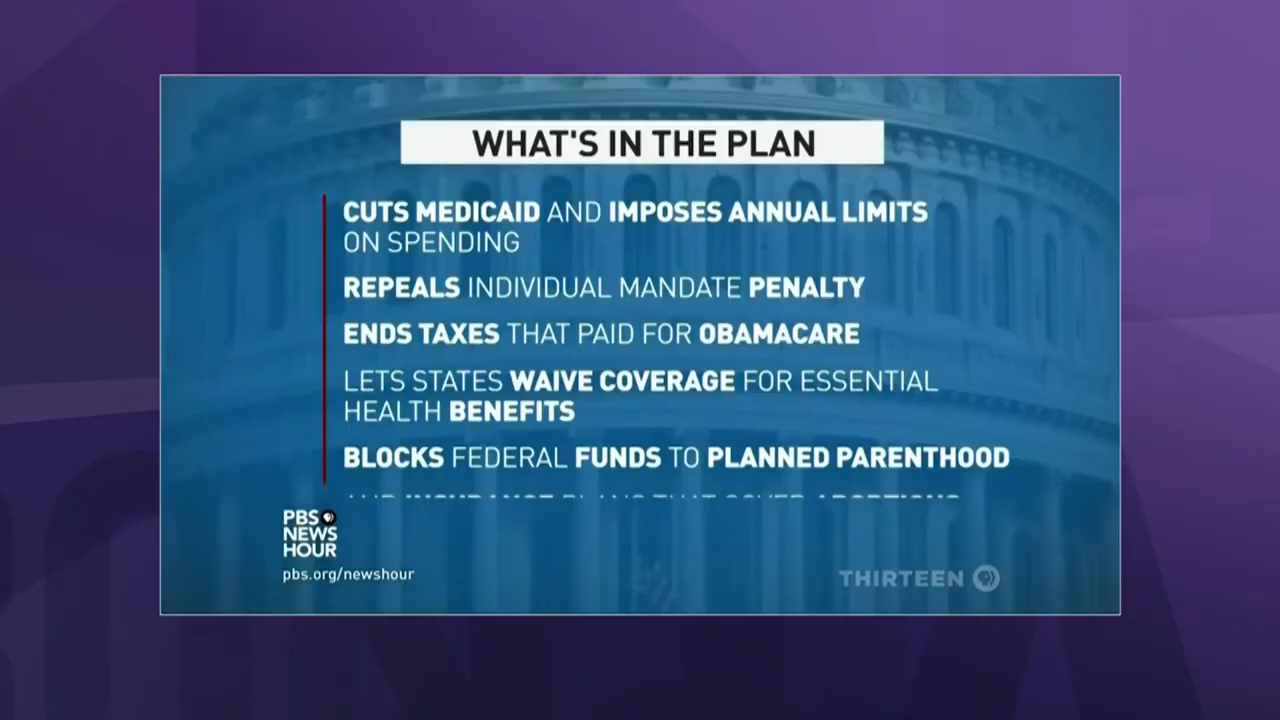 WHAT'S IN THE PLAN
CUTS MEDICAID AND IMPOSES ANNUAL LIMITS
ON SPENDING
REPEALS INDIVIDUAL MANDATE PENALTY
ENDS TAXES THAT PAID FOR OBAMACARE
LETS STATES WAIVE COVERAGE FOR ESSENTIAL
HEALTH BENEFITS
BLOCKS FEDERAL FUNDS TO PLANNED PARENTHOOD
PBS
NEWS
HOUR
pbs.org/newshour
THIRTEEN